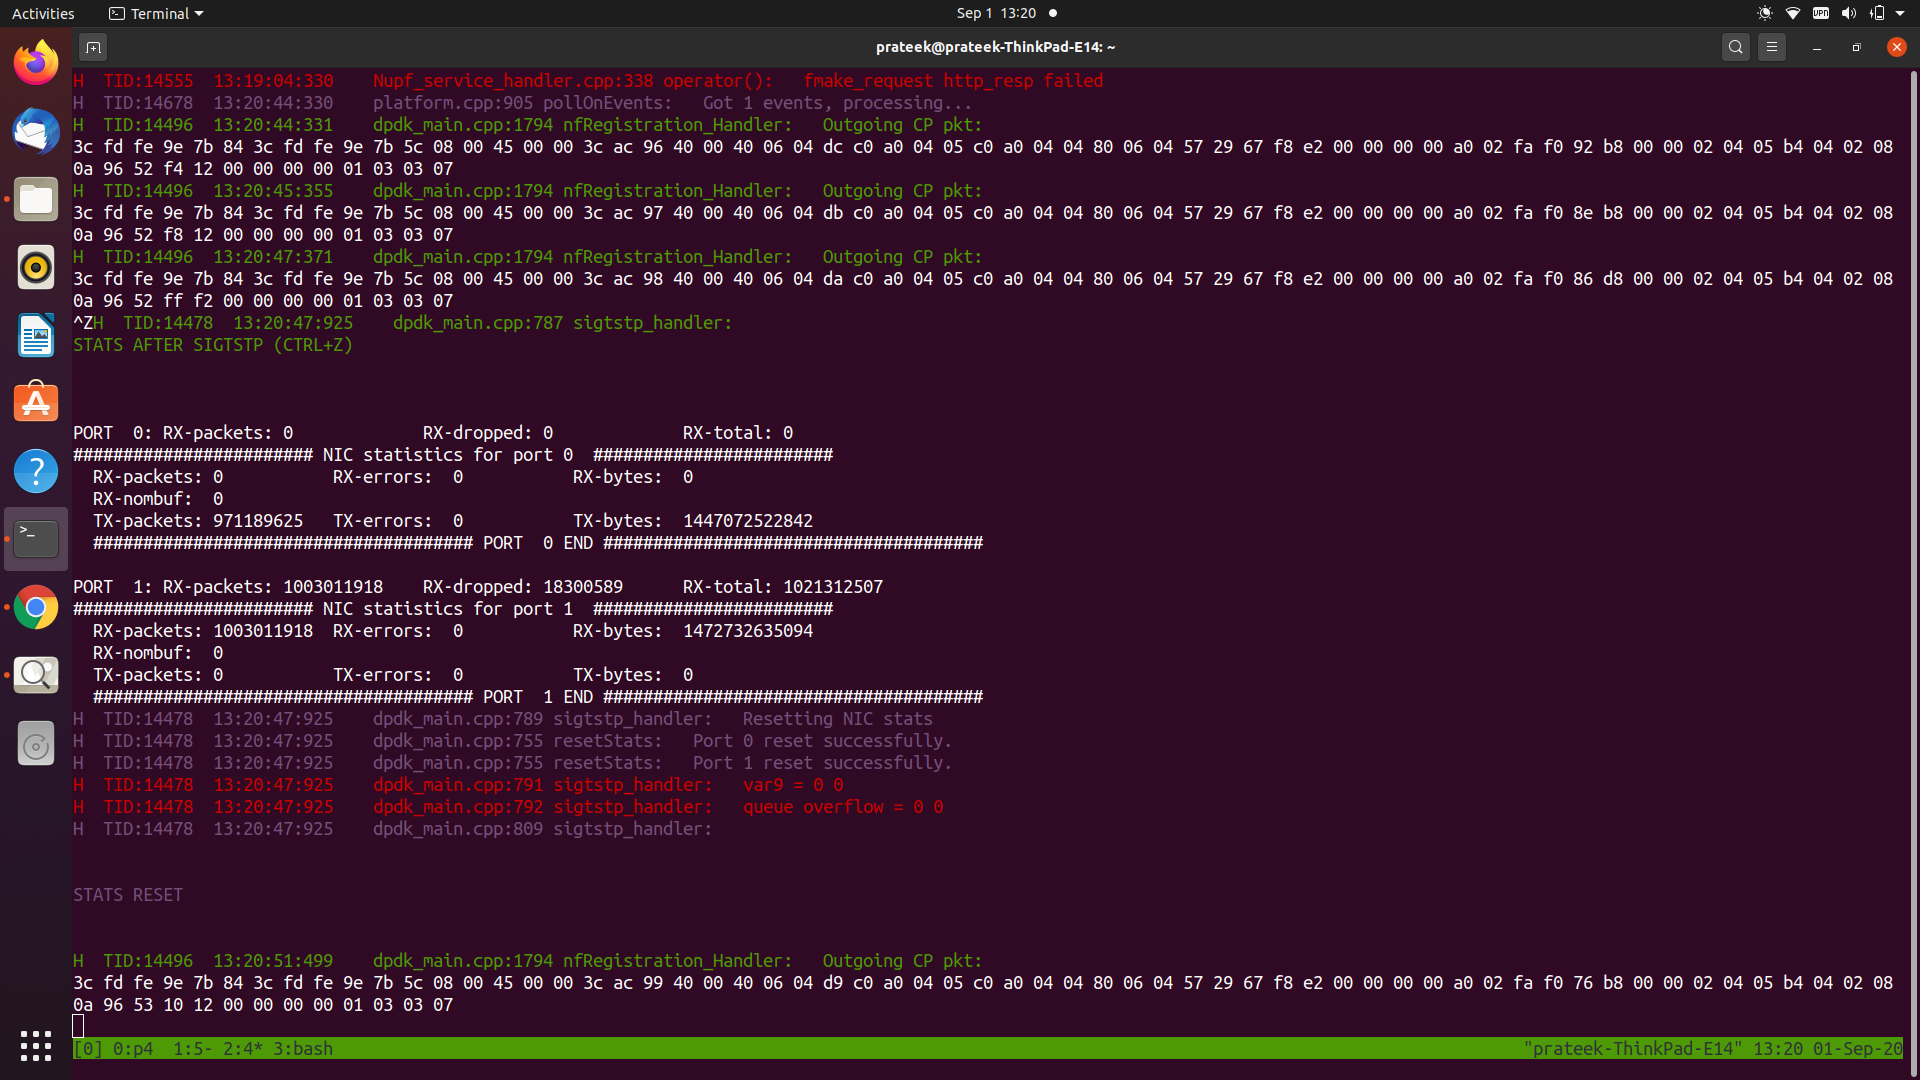 Activities
Terminal
Sep 1 13:20
VPN
prateek@prateek-ThinkPad-E14: ~
H  TID:14555  13:19:04:330    Nupf_service_handler.cpp:338 operator():   fmake_request http_resp failed
H  TID:14678  13:20:44:330    platform.cpp:905 pollOnEvents:   Got 1 events, processing...
H  TID:14496  13:20:44:331    dpdk_main.cpp:1794 nfRegistration_Handler:   Outgoing CP pkt:
3c fd fe 9e 7b 84 3c fd fe 9e 7b 5c 08 00 45 00 00 3c ac 96 40 00 40 06 04 dc c0 a0 04 05 c0 a0 04 04 80 06 04 57 29 67 f8 e2 00 00 00 00 a0 02 fa f0 92 b8 00 00 02 04 05 b4 04 02 08
0a 96 52 f4 12 00 00 00 00 01 03 03 07
H  TID:14496  13:20:45:355    dpdk_main.cpp:1794 nfRegistration_Handler:   Outgoing CP pkt:
3c fd fe 9e 7b 84 3c fd fe 9e 7b 5c 08 00 45 00 00 3c ac 97 40 00 40 06 04 db c0 a0 04 05 c0 a0 04 04 80 06 04 57 29 67 f8 e2 00 00 00 00 a0 02 fa f0 8e b8 00 00 02 04 05 b4 04 02 08
0a 96 52 f8 12 00 00 00 00 01 03 03 07
H  TID:14496  13:20:47:371    dpdk_main.cpp:1794 nfRegistration_Handler:   Outgoing CP pkt:
3c fd fe 9e 7b 84 3c fd fe 9e 7b 5c 08 00 45 00 00 3c ac 98 40 00 40 06 04 da c0 a0 04 05 c0 a0 04 04 80 06 04 57 29 67 f8 e2 00 00 00 00 a0 02 fa f0 86 d8 00 00 02 04 05 b4 04 02 08
0a 96 52 ff f2 00 00 00 00 01 03 03 07
^ZH  TID:14478  13:20:47:925    dpdk_main.cpp:787 sigtstp_handler:
STATS AFTER SIGTSTP (CTRL+Z)
PORT  0: RX-packets: 0             RX-dropped: 0             RX-total: 0
######################## NIC statistics for port 0  ########################
  RX-packets: 0           RX-errors:  0           RX-bytes:  0
  RX-nombuf:  0
  TX-packets: 971189625   TX-errors:  0           TX-bytes:  1447072522842
  ###################################### PORT  0 END ######################################
PORT  1: RX-packets: 1003011918    RX-dropped: 18300589      RX-total: 1021312507
######################## NIC statistics for port 1  ########################
  RX-packets: 1003011918  RX-errors:  0           RX-bytes:  1472732635094
  RX-nombuf:  0
  TX-packets: 0           TX-errors:  0           TX-bytes:  0
  ###################################### PORT  1 END ######################################
H  TID:14478  13:20:47:925    dpdk_main.cpp:789 sigtstp_handler:   Resetting NIC stats
H  TID:14478  13:20:47:925    dpdk_main.cpp:755 resetStats:   Port 0 reset successfully.
H  TID:14478  13:20:47:925    dpdk_main.cpp:755 resetStats:   Port 1 reset successfully.
H  TID:14478  13:20:47:925    dpdk_main.cpp:791 sigtstp_handler:   var9 = 0 0
H  TID:14478  13:20:47:925    dpdk_main.cpp:792 sigtstp_handler:   queue overflow = 0 0
H  TID:14478  13:20:47:925    dpdk_main.cpp:809 sigtstp_handler:
STATS RESET
H  TID:14496  13:20:51:499    dpdk_main.cpp:1794 nfRegistration_Handler:   Outgoing CP pkt:
3c fd fe 9e 7b 84 3c fd fe 9e 7b 5c 08 00 45 00 00 3c ac 99 40 00 40 06 04 d9 c0 a0 04 05 c0 a0 04 04 80 06 04 57 29 67 f8 e2 00 00 00 00 a0 02 fa f0 76 b8 00 00 02 04 05 b4 04 02 08
0a 96 53 10 12 00 00 00 00 01 03 03 07
[0] 0:p4  1:5- 2:4* 3:bash    "prateek-ThinkPad-E14" 13:20 01-Sep-20